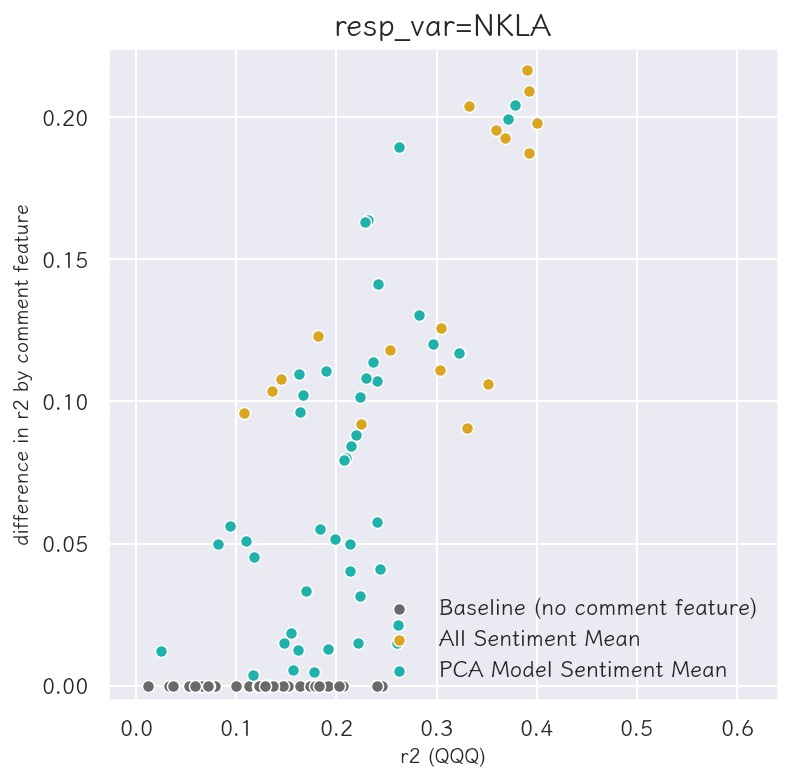 resp_var=NKLA
difference in r2 by comment feature
0.20
0.15
0.10
0.05
0.00
Baseline (no comment feature)
All Sentiment Mean
PCA Model Sentiment Mean
0.0 0.1 0.2 0.3 0.4 0.5 0.6
r2 (QQQ)